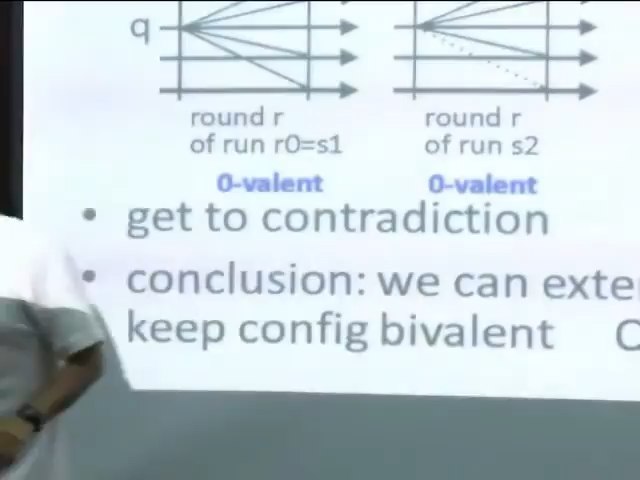 q
round r
of run r0=s1
0-valent
round r
of run s2
0-valent
• get to contradiction
• conclusion: we can
keep config bivalent